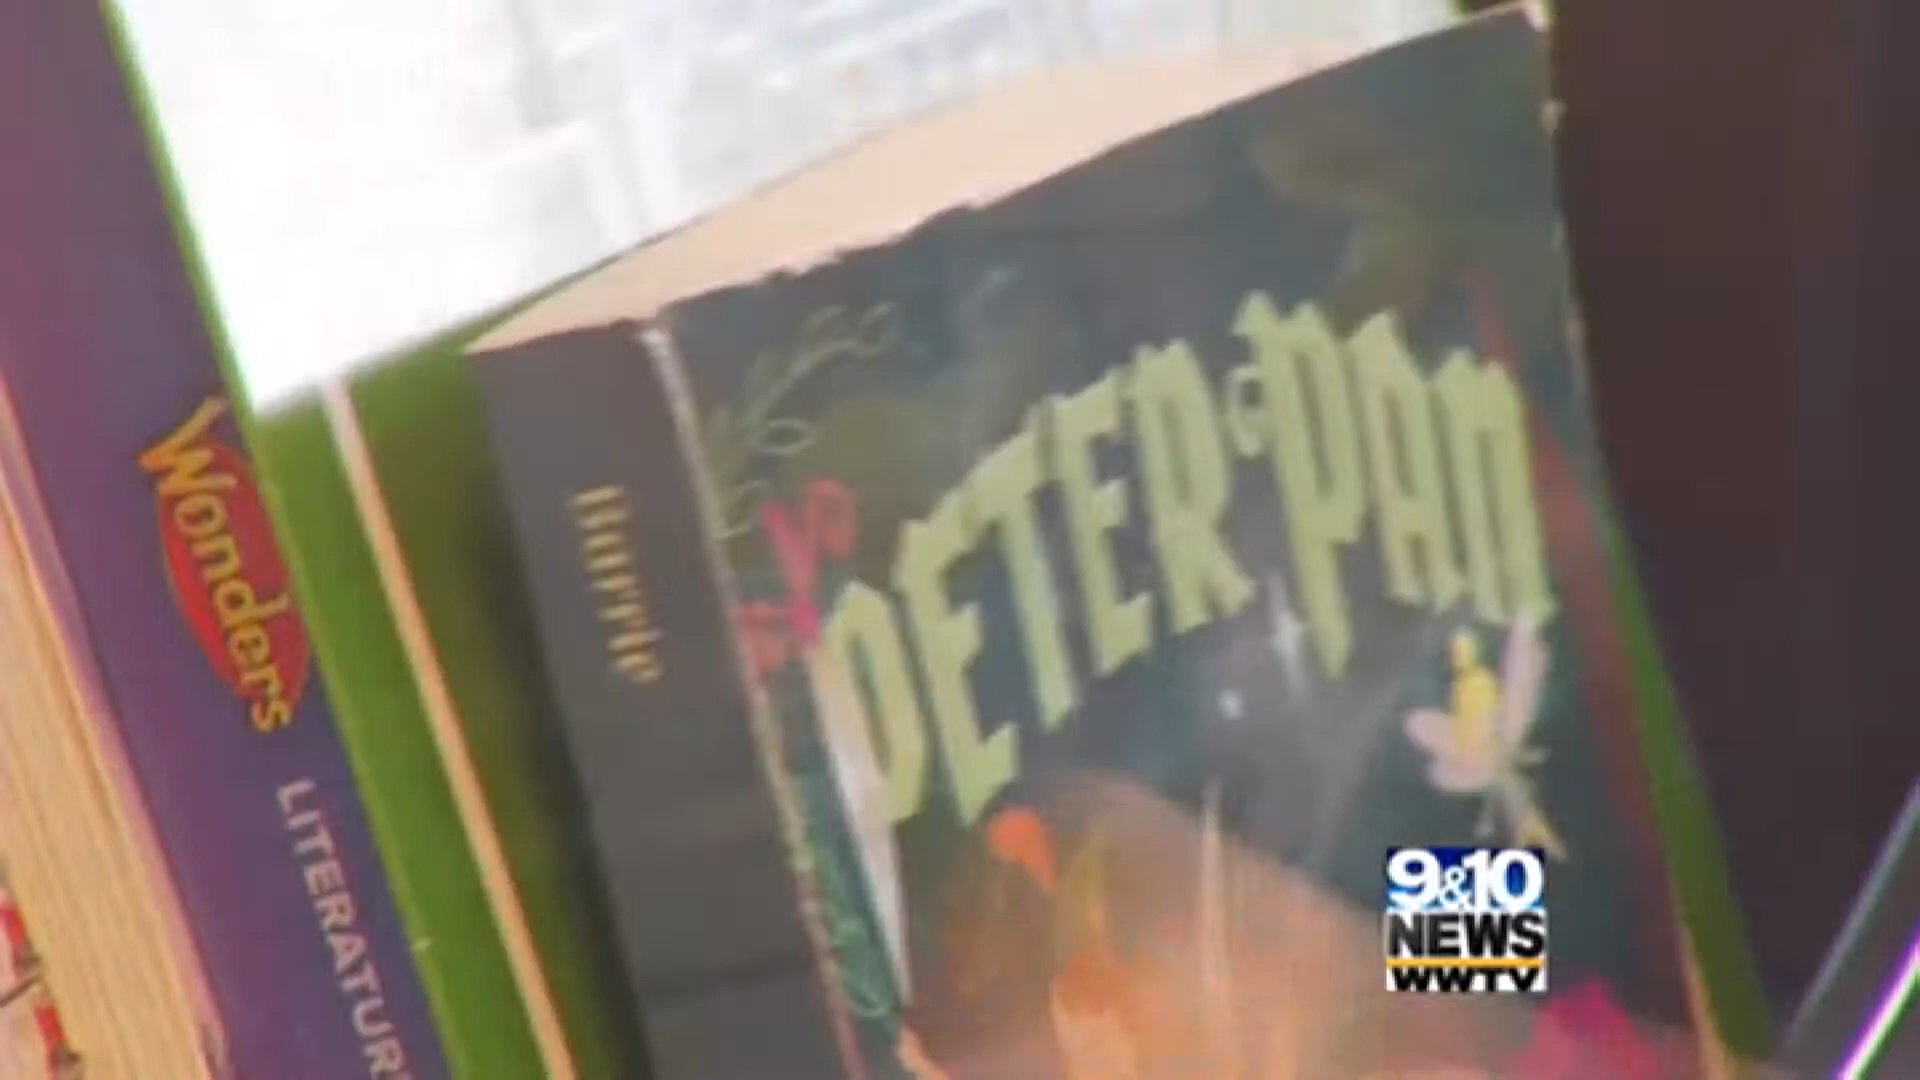 Wonders
LITERATUR
Barrie
PETER PAN
9&10
NEWS
WWTV